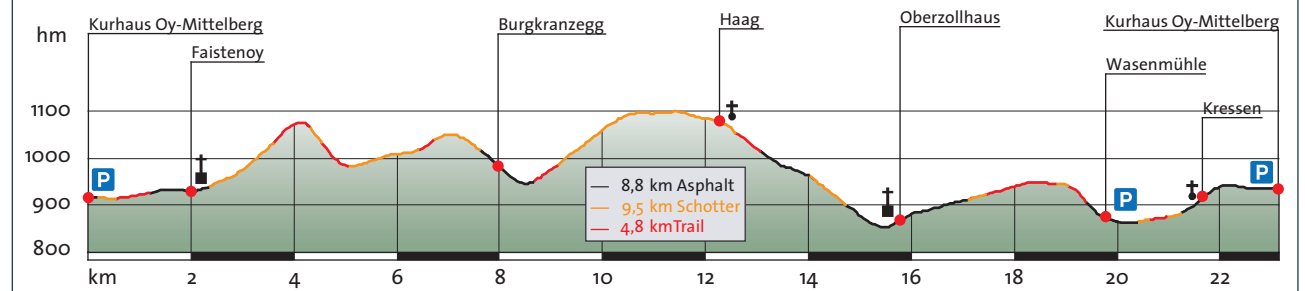 Kurhaus Oy-Mittelberg
Faistenoy
Burgkranzegg
Haag
Oberzollhaus
Kurhaus Oy-Mittelberg
Wasenmühle
Kressen
hm
1100
1000
900
800
P
P
P
8,8 km Asphalt
9,5 km Schotter
4,8 kmTrail
km 2 4 6 8 10 12 14 16 18 20 22